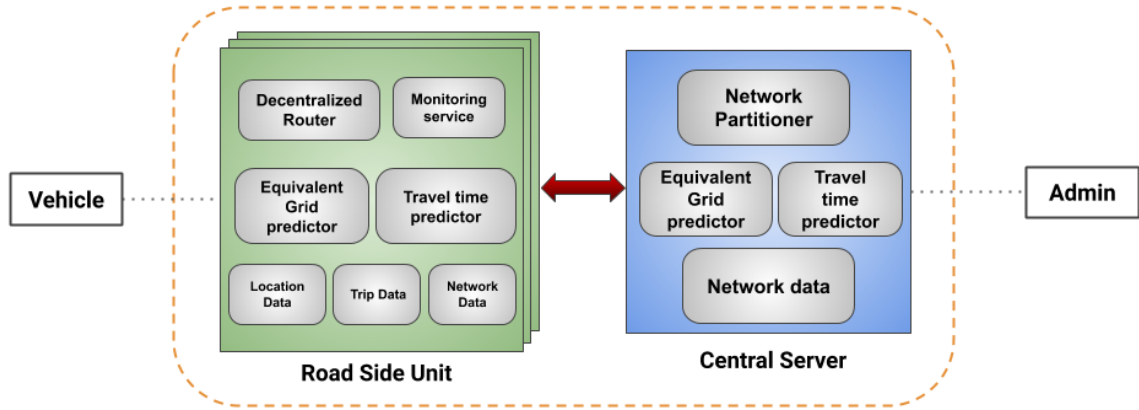 Vehicle
Decentralized
Router
Monitoring
service
Equivalent
Grid
predictor
Travel time
predictor
Location
Data
Trip Data
Network
Data
Road Side Unit
Network
Partitioner
Equivalent
Grid
predictor
Travel
time
predictor
Network data
Central Server
Admin